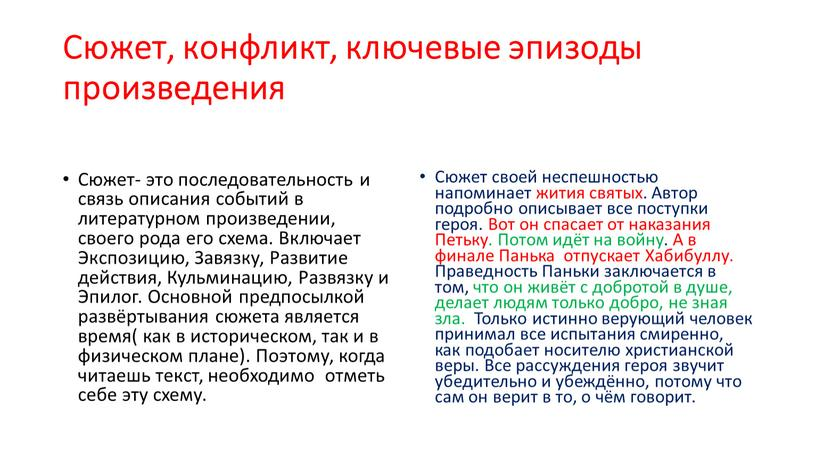 Сюжет, конфликт, ключевые эпизоды
произведения
• Сюжет- это последовательность и
связь описания событий в
литературном произведении,
своего рода его схема. Включает
Экспозицию, Завязку, Развитие
действия, Кульминацию, Развязку и
Эпилог. Основной предпосылкой
развёртывания сюжета является
время( как в историческом, так и в
физическом плане). Поэтому, когда
читаешь текст, необходимо  отметь
себе эту схему.
• Сюжет своей неспешностью
напоминает жития святых. Автор
подробно описывает все поступки
героя. Вот он спасает от наказания
Петьку. Потом идёт на войну. А в
финале Панька  отпускает Хабибуллу.
Праведность Паньки заключается в
том, что он живёт с добротой в душе,
делает людям только добро, не зная
зла.  Только истинно верующий человек
принимал все испытания смиренно,
как подобает носителю христианской
веры. Все рассуждения героя звучит
убедительно и убеждённо, потому что
сам он верит в то, о чём говорит.